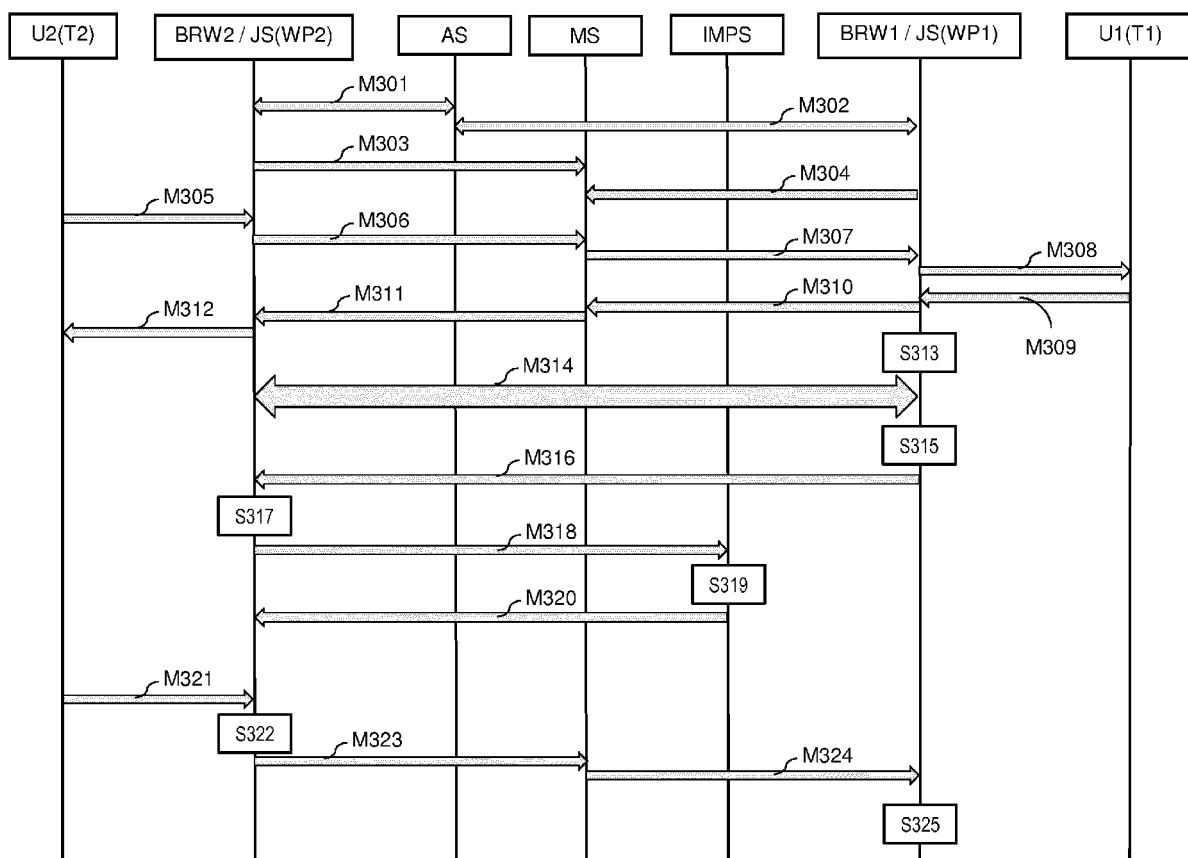 U2(T2)
BRW2 / JS(WP2)
AS
MS
IMPS
BRW1 / JS(WP1)
U1(T1)
M301
M302
M303
M304
M305
M306
M307
M308
M309
M310
M311
M312
S313
M314
S315
M316
S317
M318
S319
M320
M321
S322
M323
M324
S325